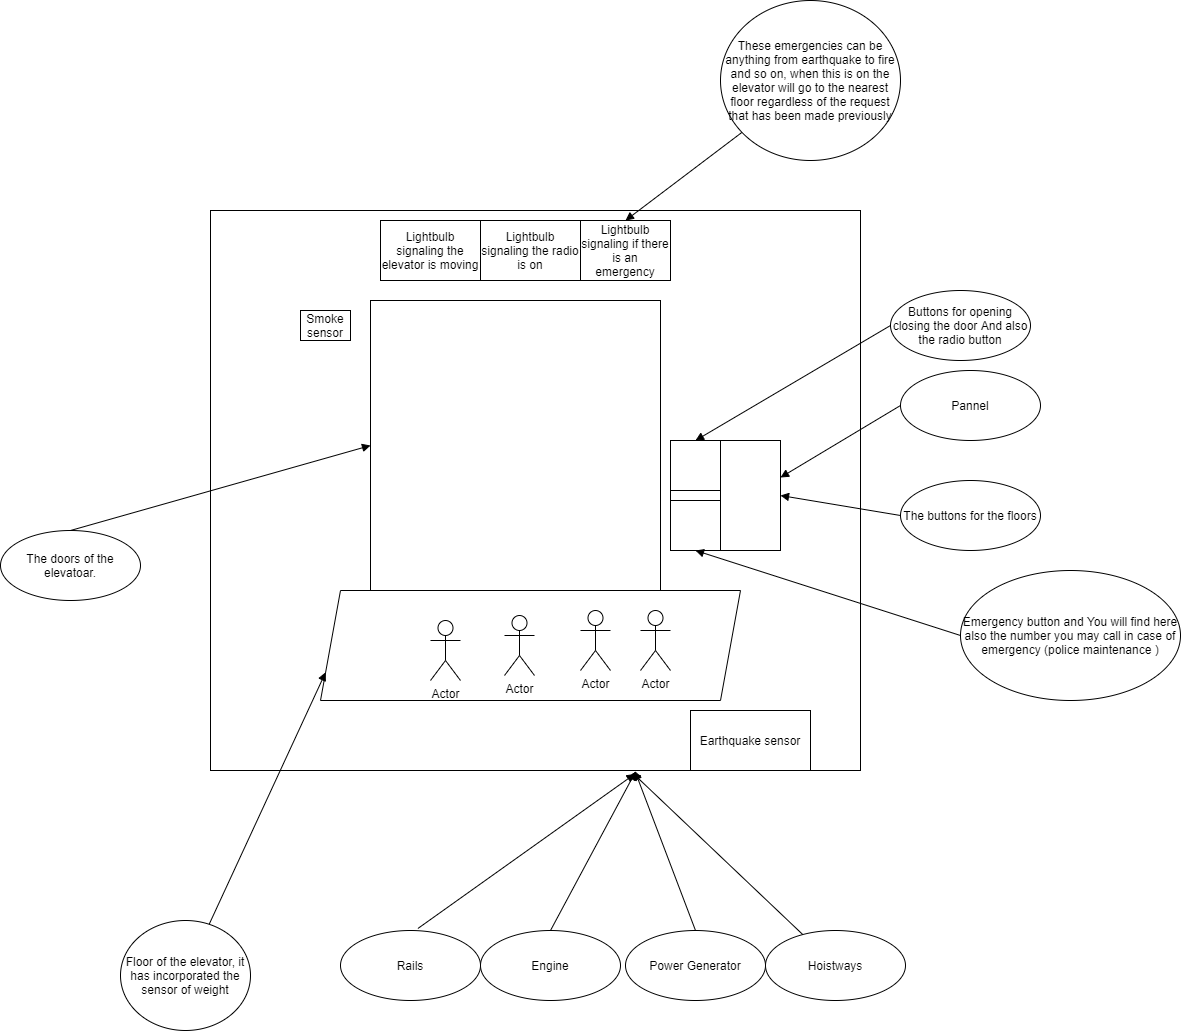 These emergencies can be
anything from earthquake to fire
and so on, when this is on the
elevator will go to the nearest
floor regardless of the request
that has been made previously
Lightbulb
signaling the
elevator is moving
Lightbulb
signaling the radio
is on
Lightbulb
signaling if there
is an
emergency
Smoke
sensor
Buttons for opening
closing the door And also
the radio button
Pannel
The buttons for the floors
The doors of the
elevatoar.
Emergency button and You will find here
also the number you may call in case of
emergency (police maintenance )
Actor
Actor
Actor
Actor
Earthquake sensor
Floor of the elevator, it
has incorporated the
sensor of weight
Rails
Engine
Power Generator
Hoistways